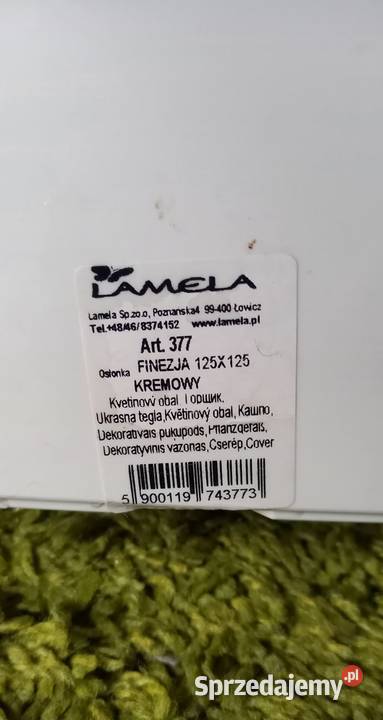 LAMELA
Lamela Sp.zo.o, Poznańska4 99-400 Łowicz
Tel.+48/46/8374152 www.lamela.pl
Art. 377
Osłonka FINEZJA 125X125
KREMOWY
Kvetinový obal, Горщик,
Ukrasna tegla, Květinový obal, Кашпо,
Dekoratīvais puķupods, Pflanzgefäß,
Dekoratyvinis vazonas, Cserép, Cover
5 900119 743773
Sprzedajemy.pl